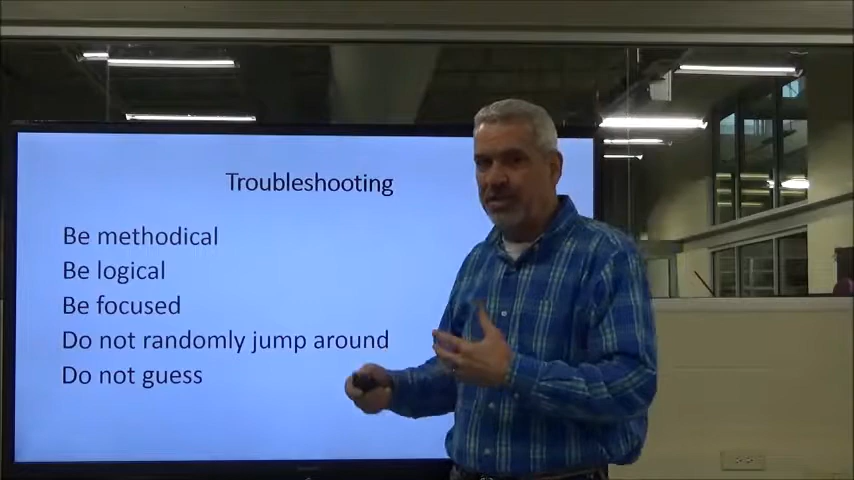 Troubleshooting
Be methodical
Be logical
Be focused
Do not randomly jump around
Do not guess